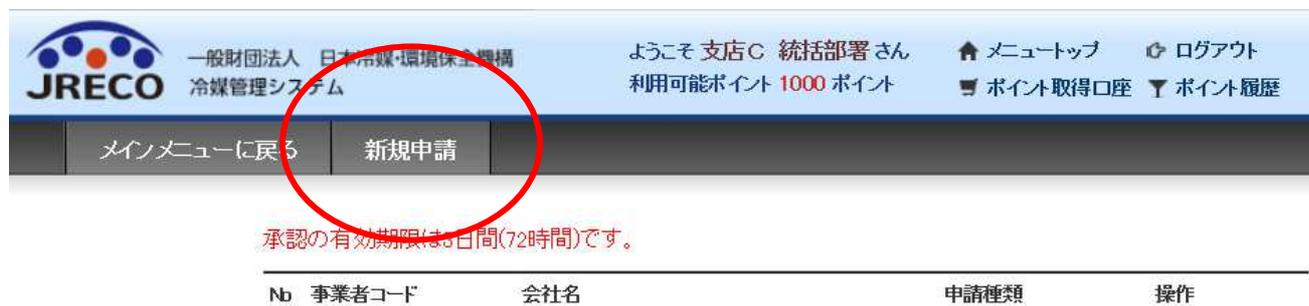 JRECO
一般財団法人 日本冷媒・環境保全機構
冷媒管理システム
ようこそ 支店C 統括部署 さん
利用可能ポイント 1000 ポイント
メニュートップ
ログアウト
ポイント取得口座
ポイント履歴
メインメニューに戻る
新規申請
承認の有効期限は3日間(72時間)です。
No 事業者コード 会社名 申請種類 操作